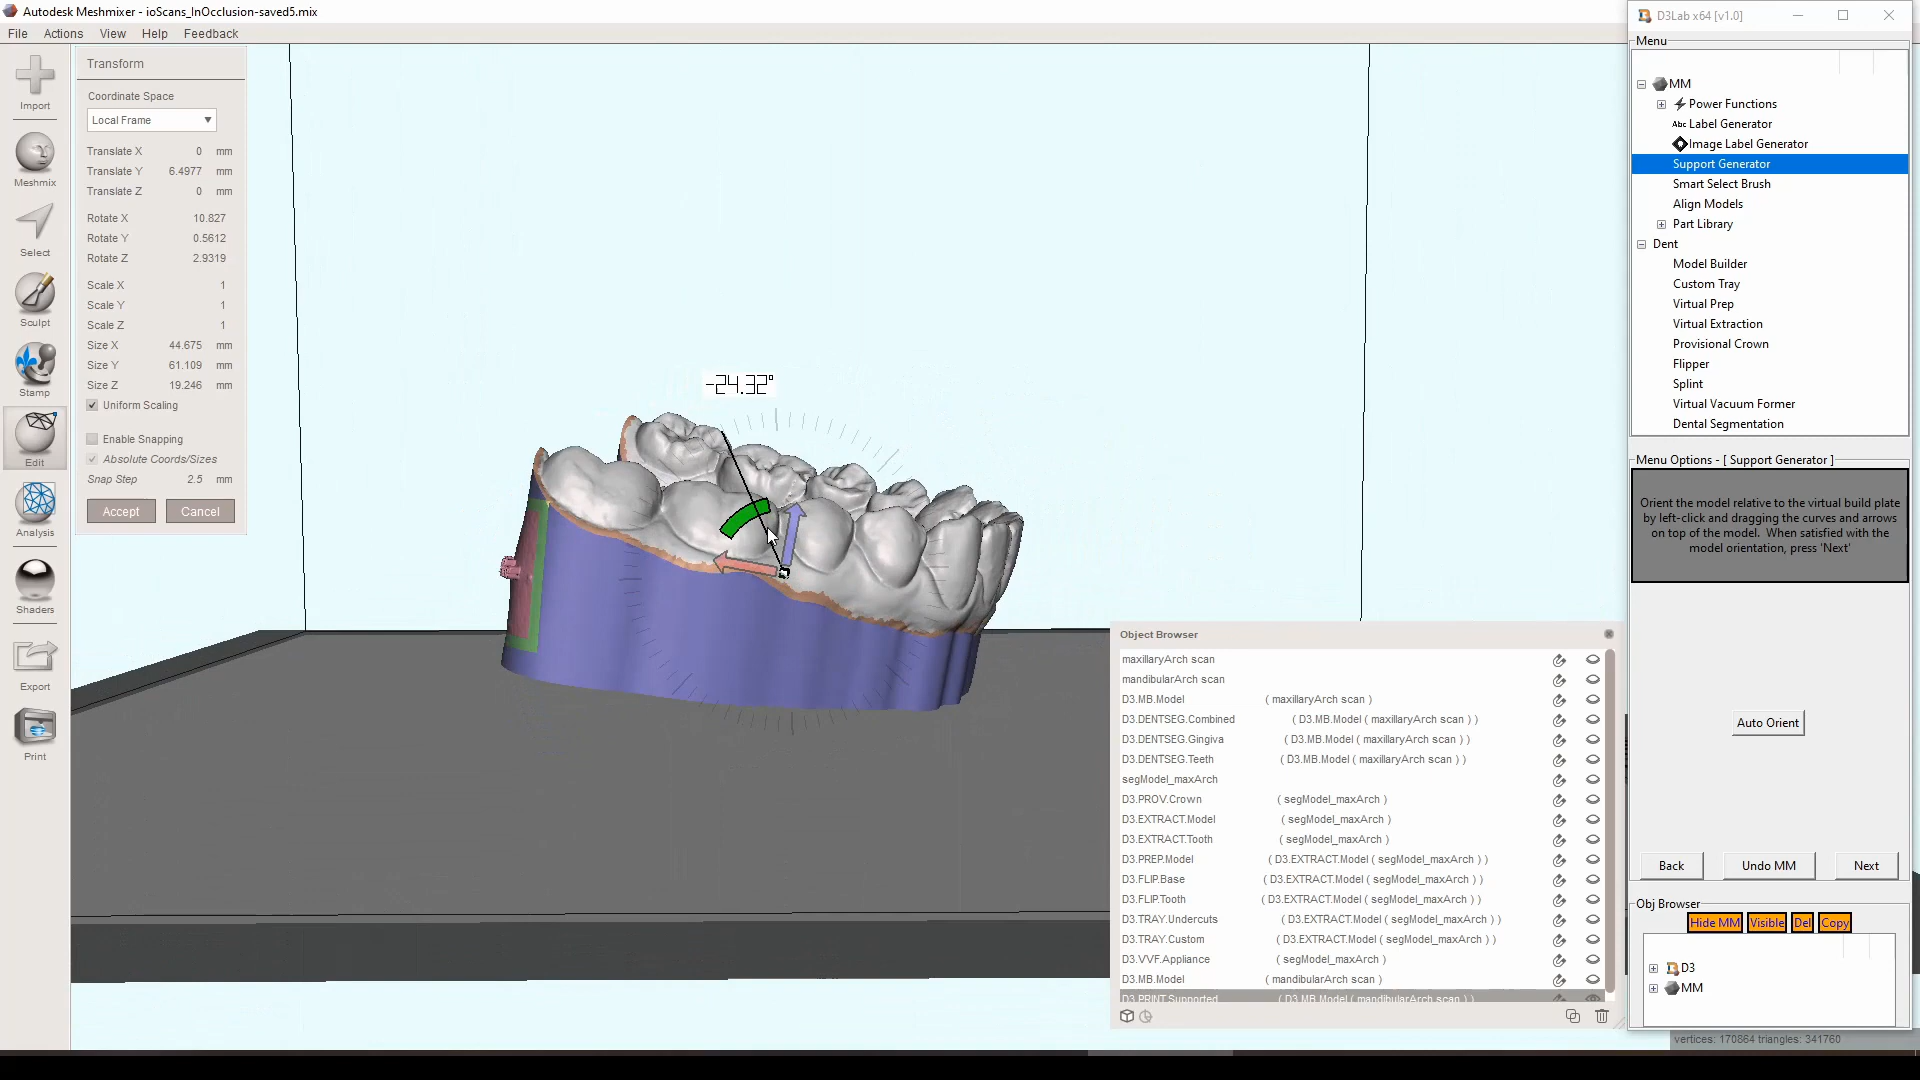 Autodesk Meshmixer - ioScans_InOcclusion-saved5.mix
File Actions View Help Feedback
Import
Meshmix
Select
Sculpt
Stamp
Edit
Analysis
Shaders
Export
Print
Transform
Coordinate Space
Local Frame
Translate X 0 mm
Translate Y 6.4977 mm
Translate Z 0 mm
Rotate X 10.827
Rotate Y 0.5612
Rotate Z 2.9319
Scale X 1
Scale Y 1
Scale Z 1
Size X 44.675 mm
Size Y 61.109 mm
Size Z 19.246 mm
Uniform Scaling
Enable Snapping
Absolute Coords/Sizes
Snap Step 2.5 mm
Accept Cancel
-24.32°
Object Browser
maxillaryArch scan
mandibularArch scan
D3.MB.Model ( maxillaryArch scan )
D3.DENTSEG.Combined ( D3.MB.Model ( maxillaryArch scan ) )
D3.DENTSEG.Gingiva ( D3.MB.Model ( maxillaryArch scan ) )
D3.DENTSEG.Teeth ( D3.MB.Model ( maxillaryArch scan ) )
segModel_maxArch
D3.PROV.Crown ( segModel_maxArch )
D3.EXTRACT.Model ( segModel_maxArch )
D3.EXTRACT.Tooth ( segModel_maxArch )
D3.PREP.Model ( D3.EXTRACT.Model ( segModel_maxArch ) )
D3.FLIP.Base ( D3.EXTRACT.Model ( segModel_maxArch ) )
D3.FLIP.Tooth ( D3.EXTRACT.Model ( segModel_maxArch ) )
D3.TRAY.Undercuts ( D3.EXTRACT.Model ( segModel_maxArch ) )
D3.TRAY.Custom ( D3.EXTRACT.Model ( segModel_maxArch ) )
D3.VVF.Appliance ( segModel_maxArch )
D3.MB.Model ( mandibularArch scan )
D3.PRINT.Supported ( D3.MB.Model ( mandibularArch scan ) )
D3Lab x64 [v1.0]
Menu
MM
Power Functions
Abc Label Generator
Image Label Generator
Support Generator
Smart Select Brush
Align Models
Part Library
Dent
Model Builder
Custom Tray
Virtual Prep
Virtual Extraction
Provisional Crown
Flipper
Splint
Virtual Vacuum Former
Dental Segmentation
Menu Options - [ Support Generator ]
Orient the model relative to the virtual build plate
by left-click and dragging the curves and arrows
on top of the model. When satisfied with the
model orientation, press 'Next'
Auto Orient
Back Undo MM Next
Obj Browser
Hide MM Visible Del Copy
D3
MM
vertices: 170864 triangles: 341760